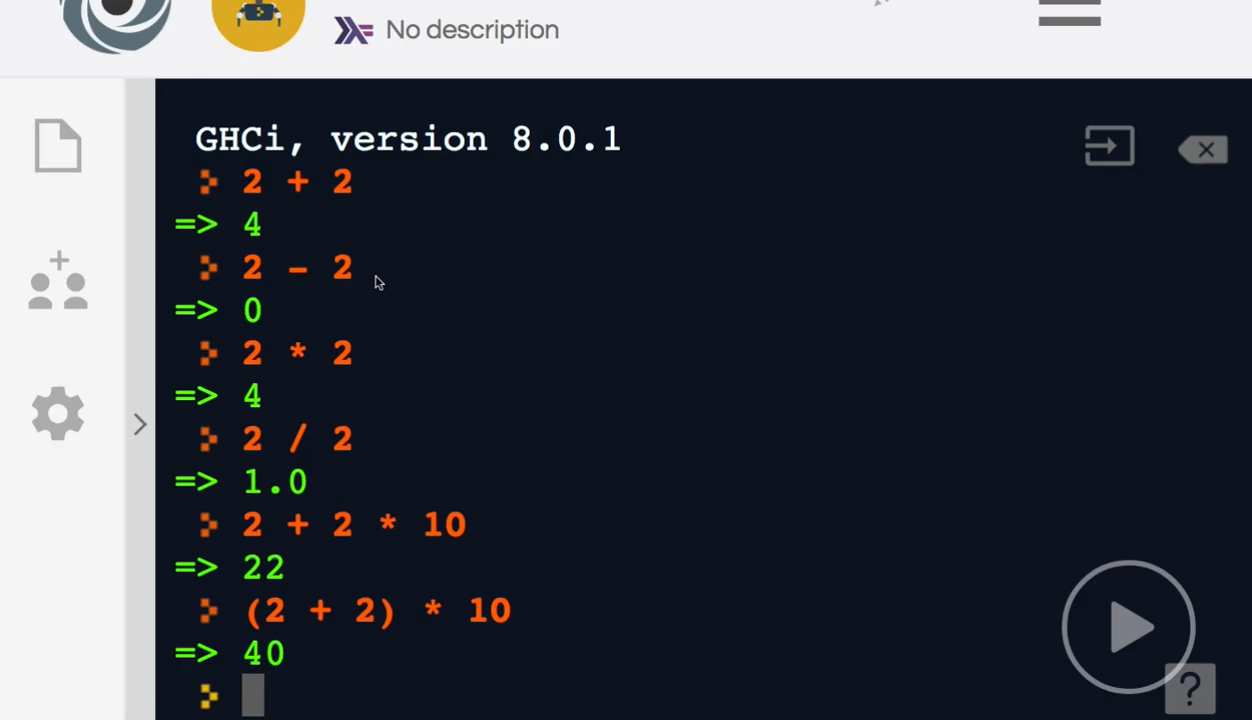 No description
GHCi, version 8.0.1
2 + 2
=> 4
2 - 2
=> 0
2 * 2
=> 4
2 / 2
=> 1.0
2 + 2 * 10
=> 22
(2 + 2) * 10
=> 40
?